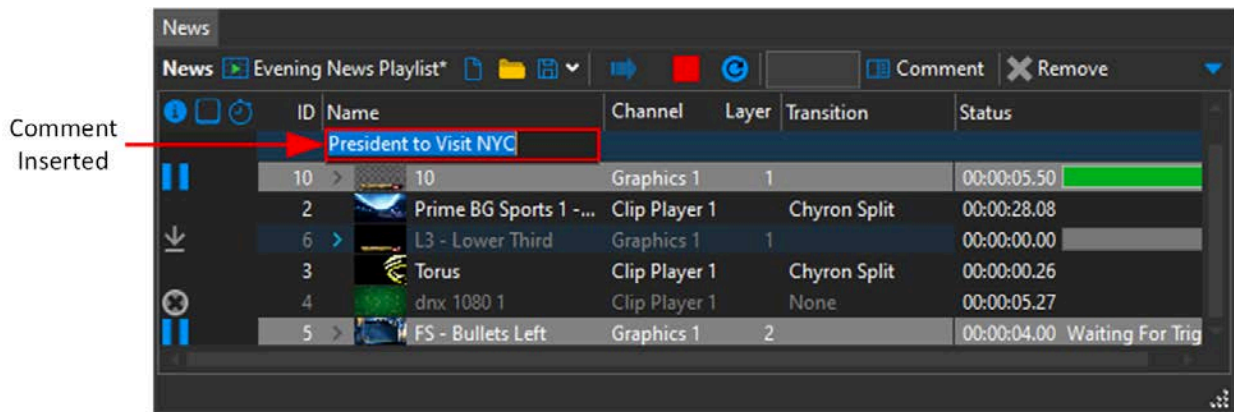 News
News Evening News Playlist* Comment Remove
ID Name Channel Layer Transition Status
Comment Inserted
President to Visit NYC
10 10 Graphics 1 1 00:00:05.50
2 Prime BG Sports 1 -... Clip Player 1 Chyron Split 00:00:28.08
6 L3 - Lower Third Graphics 1 1 00:00:00.00
3 Torus Clip Player 1 Chyron Split 00:00:00.26
4 dnx 1080 1 Clip Player 1 None 00:00:05.27
5 FS - Bullets Left Graphics 1 2 00:00:04.00 Waiting For Trig